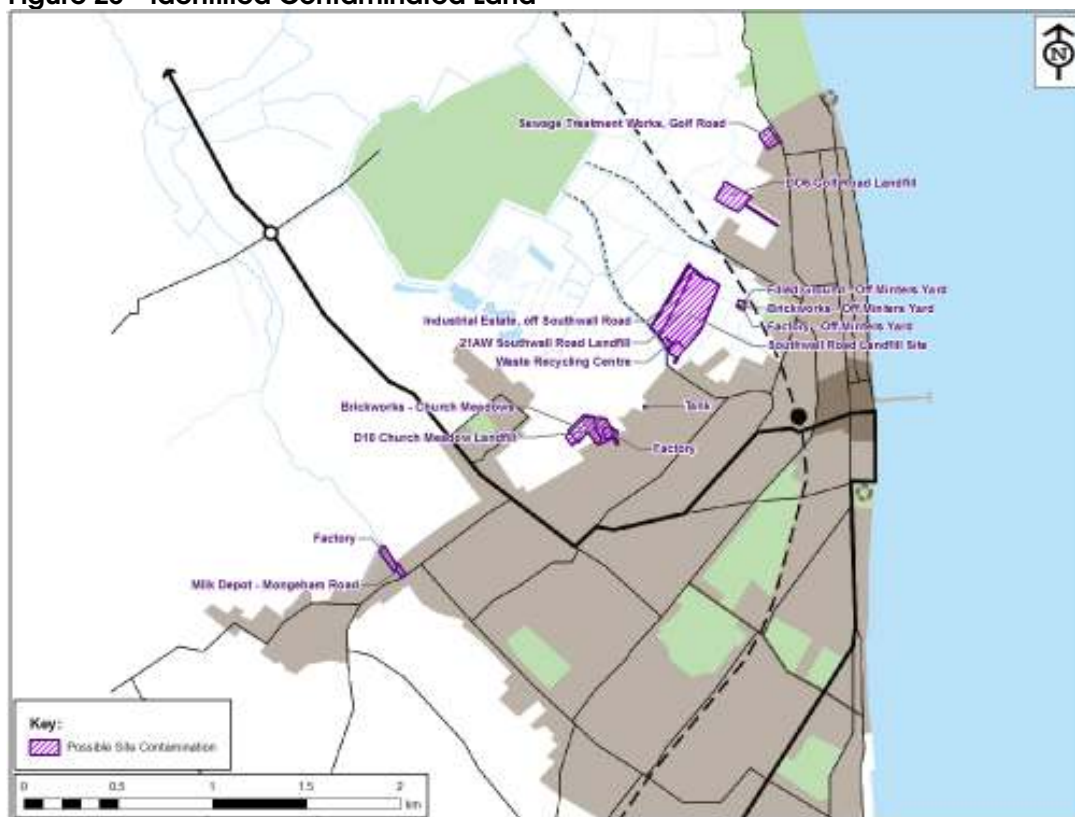 Figure 20 - Identified Contaminated Land
N
Sewage Treatment Works, Golf Road
DO6 Golf Road Landfill
Filled Ground - Off Minters Yard
Brickworks - Off Minters Yard
Factory - Off Minters Yard
Southwall Road Landfill Site
Industrial Estate, off Southwall Road
21AW Southwall Road Landfill
Waste Recycling Centre
Tank
Brickworks - Church Meadows
D10 Church Meadow Landfill
Factory
Factory
Milk Depot - Mongeham Road
Key:
Possible Site Contamination
0 0.5 1 1.5 2
km